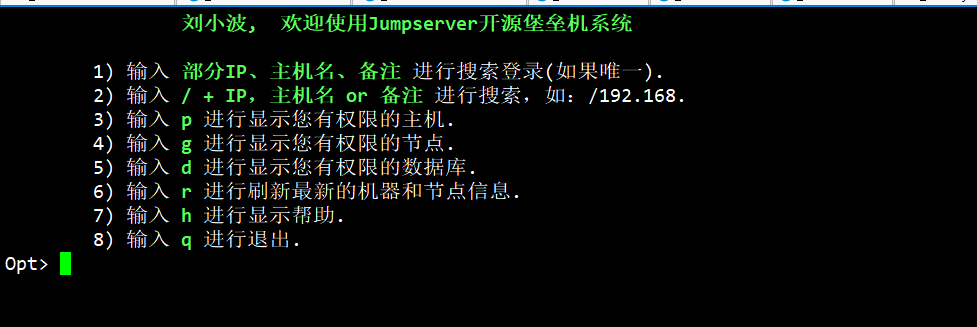 刘小波, 欢迎使用Jumpserver开源堡垒机系统
1) 输入 部分IP、主机名、备注 进行搜索登录(如果唯一).
2) 输入 / + IP, 主机名 or 备注 进行搜索，如：/192.168.
3) 输入 p 进行显示您有权限的主机.
4) 输入 g 进行显示您有权限的节点.
5) 输入 d 进行显示您有权限的数据库.
6) 输入 r 进行刷新最新的机器和节点信息.
7) 输入 h 进行显示帮助.
8) 输入 q 进行退出.
Opt>